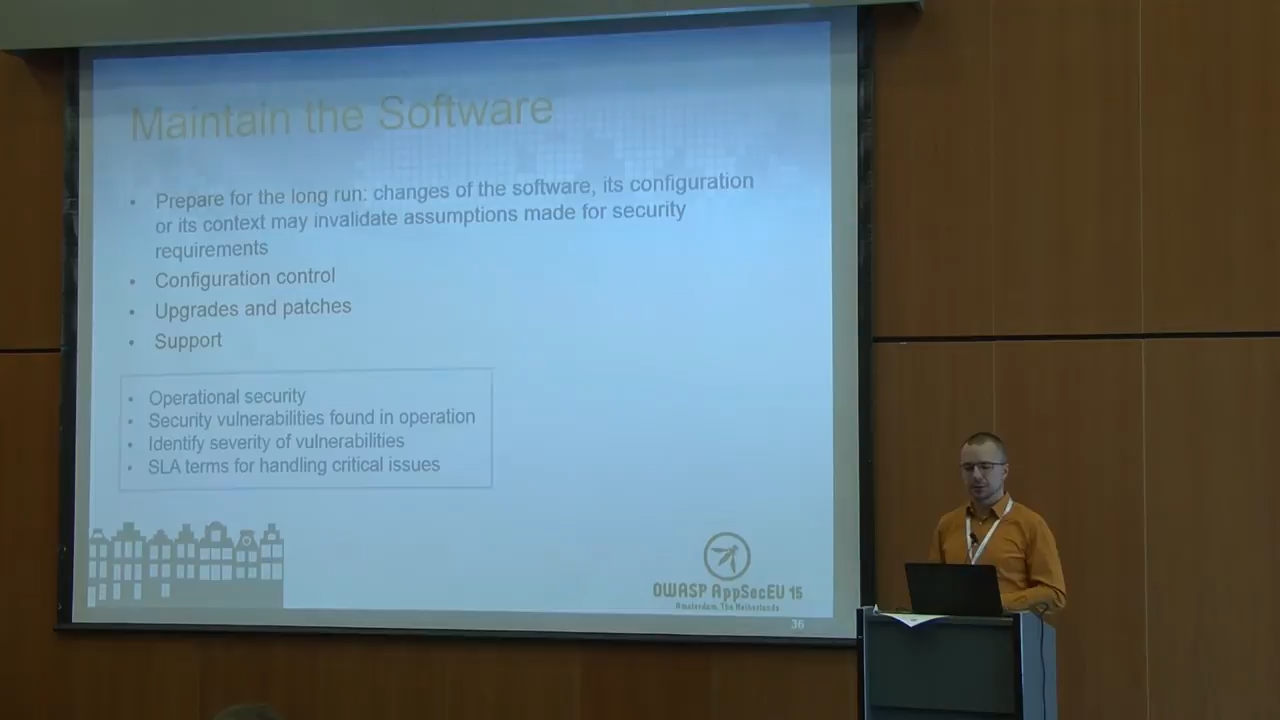 Maintain the Software
• Prepare for the long run: changes of the software, its configuration
or its context may invalidate assumptions made for security
requirements
• Configuration control
• Upgrades and patches
• Support
• Operational security
• Security vulnerabilities found in operation
• Identify severity of vulnerabilities
• SLA terms for handling critical issues
OWASP AppSecEU 15
Amsterdam, The Netherlands
36